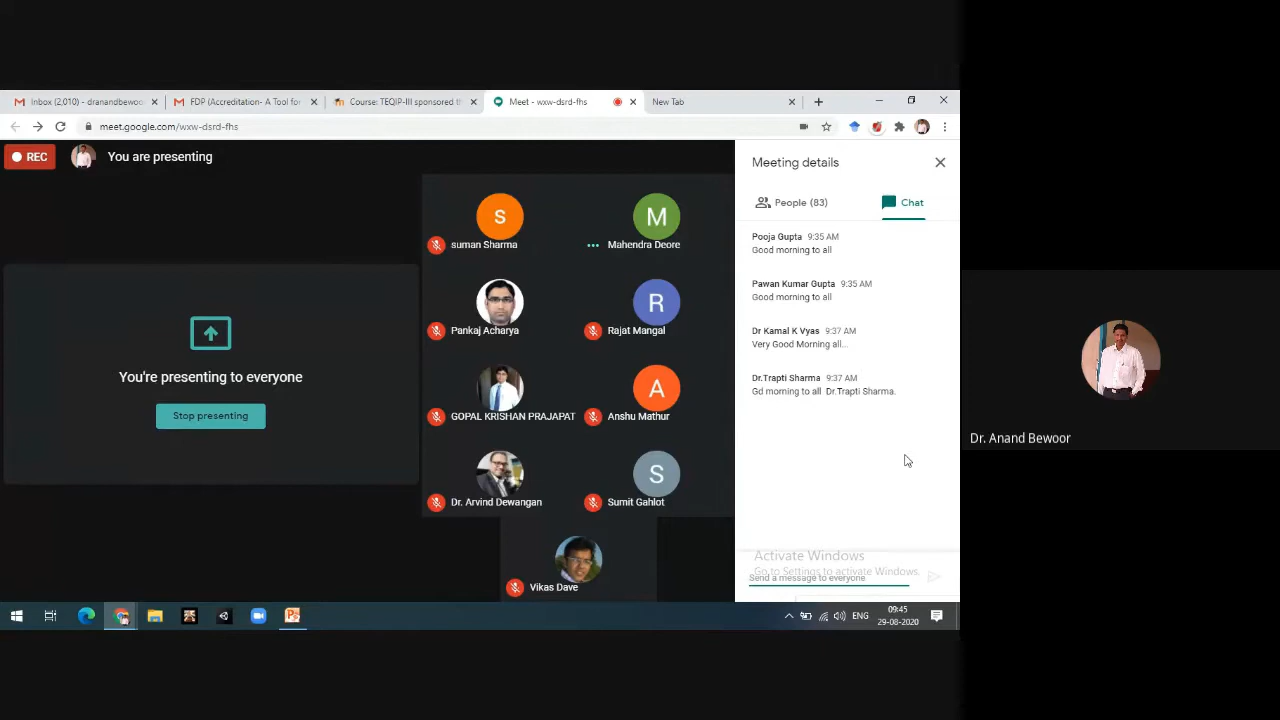 Inbox (2,010) - dranandbewoo
FDP (Accreditation- A Tool fo
Course: TEQIP-III sponsored th
Meet - wxw-dsrd-fhs
New Tab
meet.google.com/wxw-dsrd-fhs
REC
You are presenting
Meeting details
People (83)
Chat
S
suman Sharma
M
Mahendra Deore
Pooja Gupta 9:35 AM
Good morning to all
Pawan Kumar Gupta 9:35 AM
Good morning to all
Pankaj Acharya
R
Rajat Mangal
Dr Kamal K Vyas 9:37 AM
Very Good Morning all...
You're presenting to everyone
Stop presenting
GOPAL KRISHAN PRAJAPAT
A
Anshu Mathur
Dr.Trapti Sharma 9:37 AM
Gd morning to all Dr.Trapti Sharma.
Dr. Anand Bewoor
Dr. Arvind Dewangan
S
Sumit Gahlot
Vikas Dave
Activate Windows
Go to Settings to activate Windows.
Send a message to everyone
ENG
09:45
29-08-2020